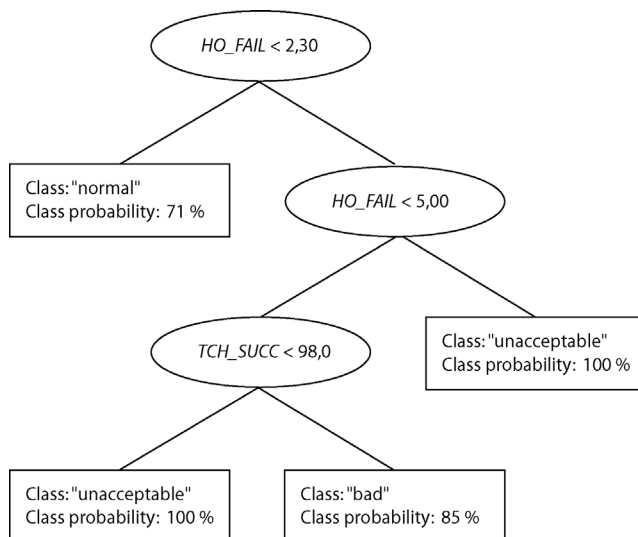 HO_FAIL < 2,30
Class: "normal"
Class probability: 71 %
HO_FAIL < 5,00
TCH_SUCC < 98,0
Class: "unacceptable"
Class probability: 100 %
Class: "unacceptable"
Class probability: 100 %
Class: "bad"
Class probability: 85 %